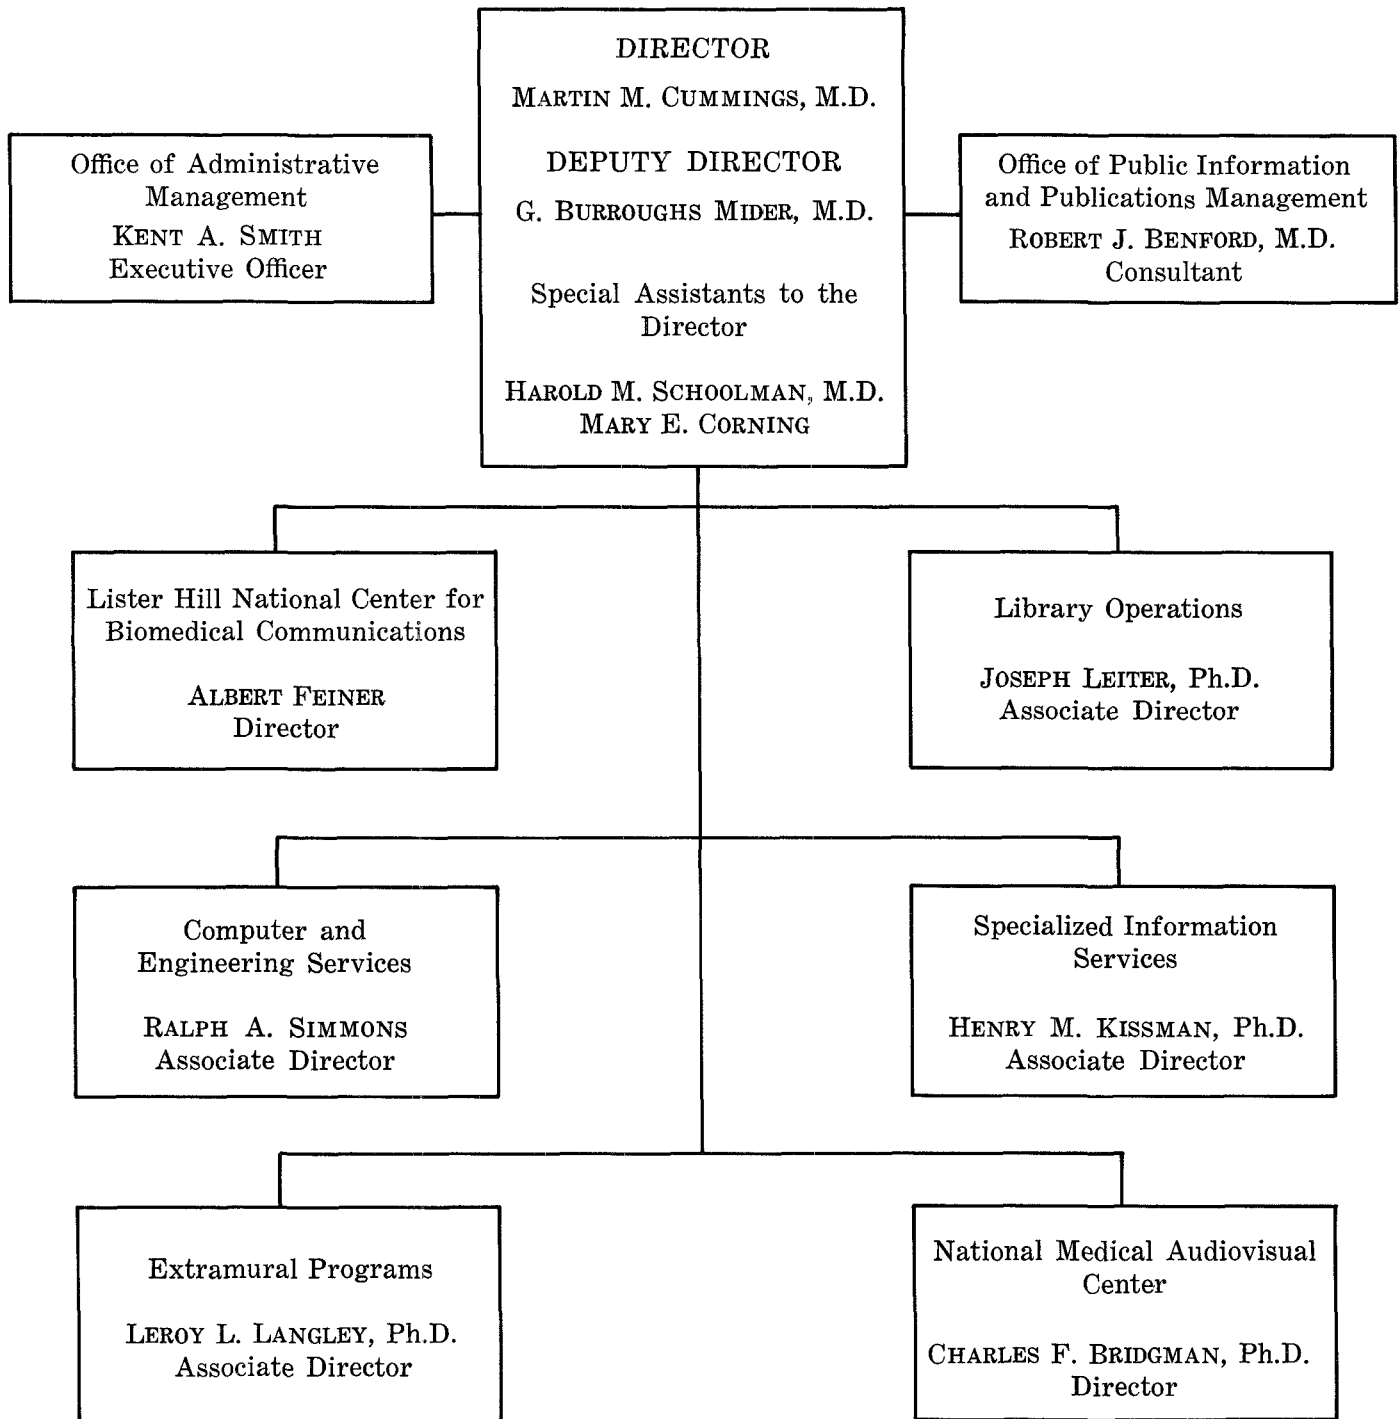 DIRECTOR
MARTIN M. CUMMINGS, M.D.
DEPUTY DIRECTOR
G. BURROUGHS MIDER, M.D.
Special Assistants to the
Director
HAROLD M. SCHOOLMAN, M.D.
MARY E. CORNING
Office of Administrative
Management
KENT A. SMITH
Executive Officer
Office of Public Information
and Publications Management
ROBERT J. BENFORD, M.D.
Consultant
Lister Hill National Center for
Biomedical Communications
ALBERT FEINER
Director
Library Operations
JOSEPH LEITER, Ph.D.
Associate Director
Computer and
Engineering Services
RALPH A. SIMMONS
Associate Director
Specialized Information
Services
HENRY M. KISSMAN, Ph.D.
Associate Director
Extramural Programs
LEROY L. LANGLEY, Ph.D.
Associate Director
National Medical Audiovisual
Center
CHARLES F. BRIDGMAN, Ph.D.
Director